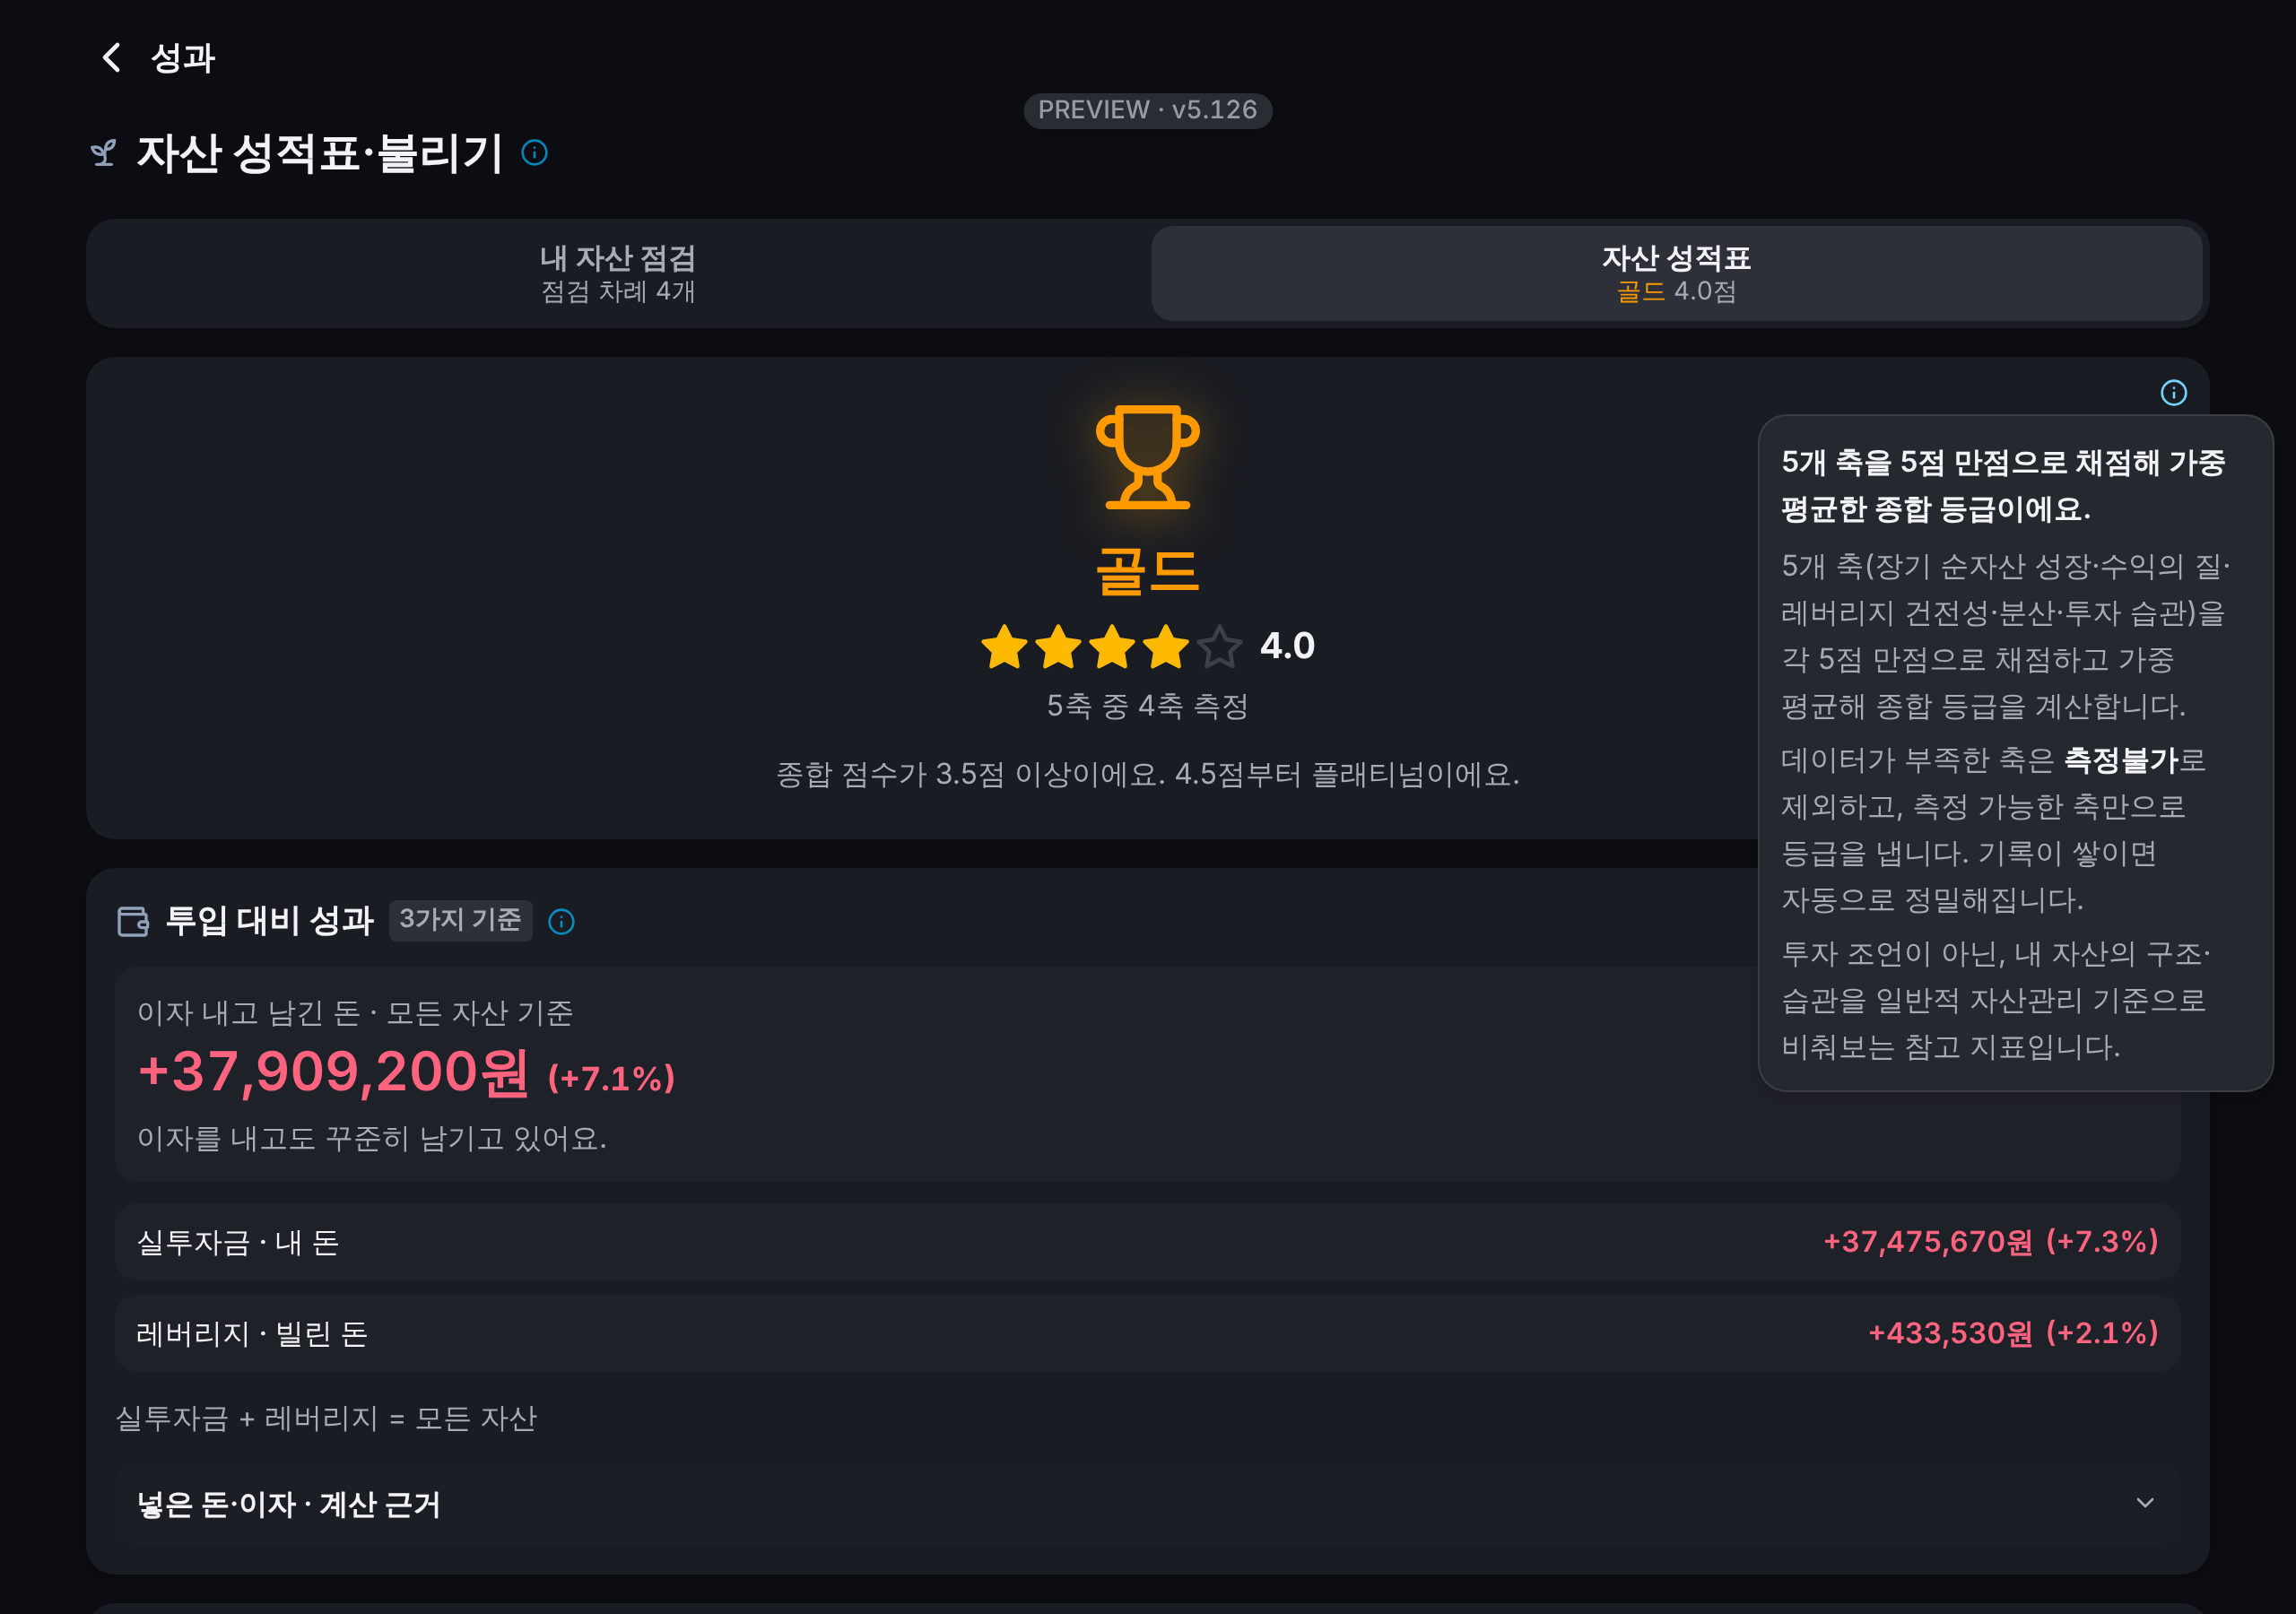 성과
PREVIEW · v5.126
자산 성적표·불리기
내 자산 점검
점검 차례 4개
자산 성적표
골드 4.0점
골드
4.0
5축 중 4축 측정
종합 점수가 3.5점 이상이에요. 4.5점부터 플래티넘이에요.
5개 축을 5점 만점으로 채점해 가중
평균한 종합 등급이에요.
5개 축(장기 순자산 성장·수익의 질·
레버리지 건전성·분산·투자 습관)을
각 5점 만점으로 채점하고 가중
평균해 종합 등급을 계산합니다.
데이터가 부족한 축은 측정불가로
제외하고, 측정 가능한 축만으로
등급을 냅니다. 기록이 쌓이면
자동으로 정밀해집니다.
투자 조언이 아닌, 내 자산의 구조·
습관을 일반적 자산관리 기준으로
비춰보는 참고 지표입니다.
투입 대비 성과 3가지 기준
이자 내고 남긴 돈 · 모든 자산 기준
+37,909,200원 (+7.1%)
이자를 내고도 꾸준히 남기고 있어요.
실투자금 · 내 돈 +37,475,670원 (+7.3%)
레버리지 · 빌린 돈 +433,530원 (+2.1%)
실투자금 + 레버리지 = 모든 자산
넣은 돈·이자 · 계산 근거